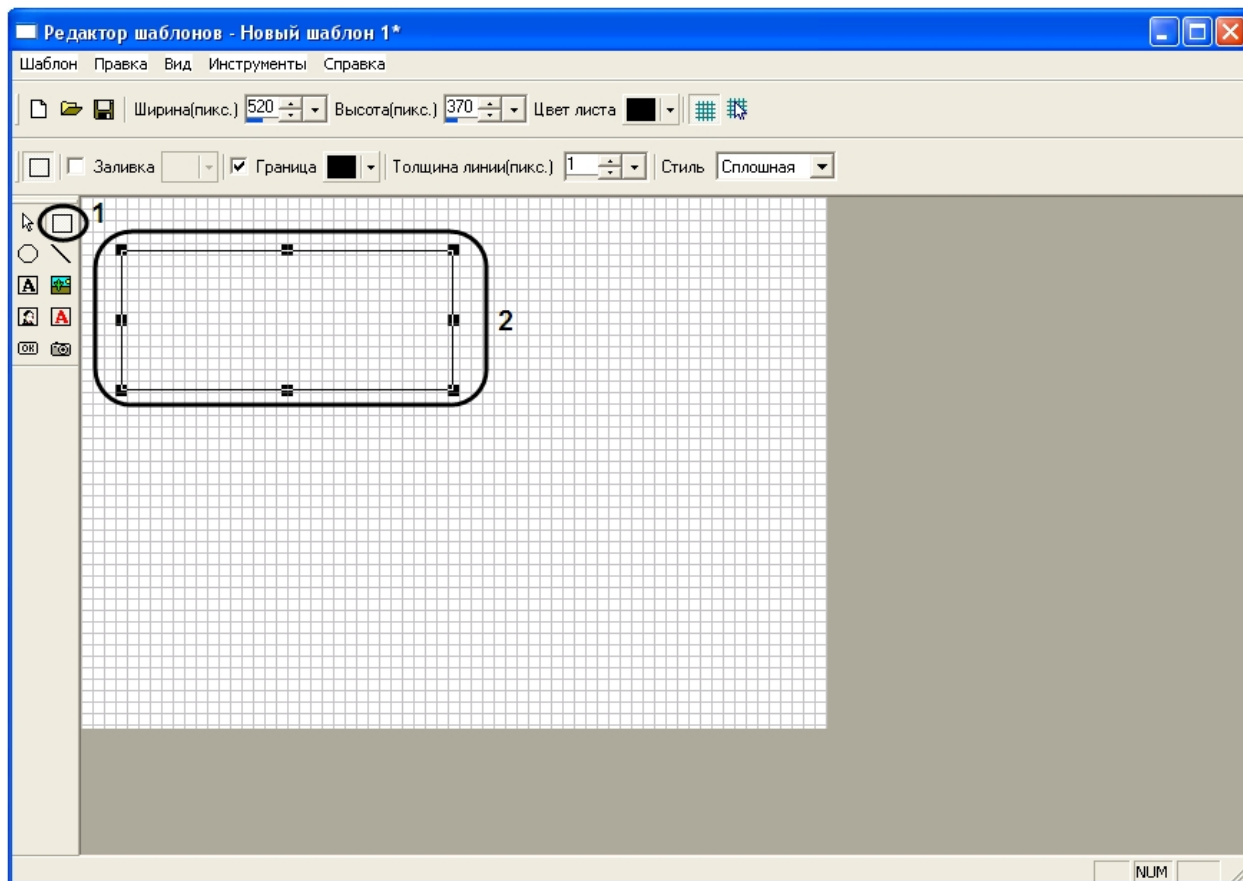 Редактор шаблонов - Новый шаблон 1*
Шаблон Правка Вид Инструменты Справка
Ширина(пикс.) 520 Высота(пикс.) 370 Цвет листа
Заливка Граница Толщина линии(пикс.) 1 Стиль Сплошная
1
A
2
A
OK
NUM